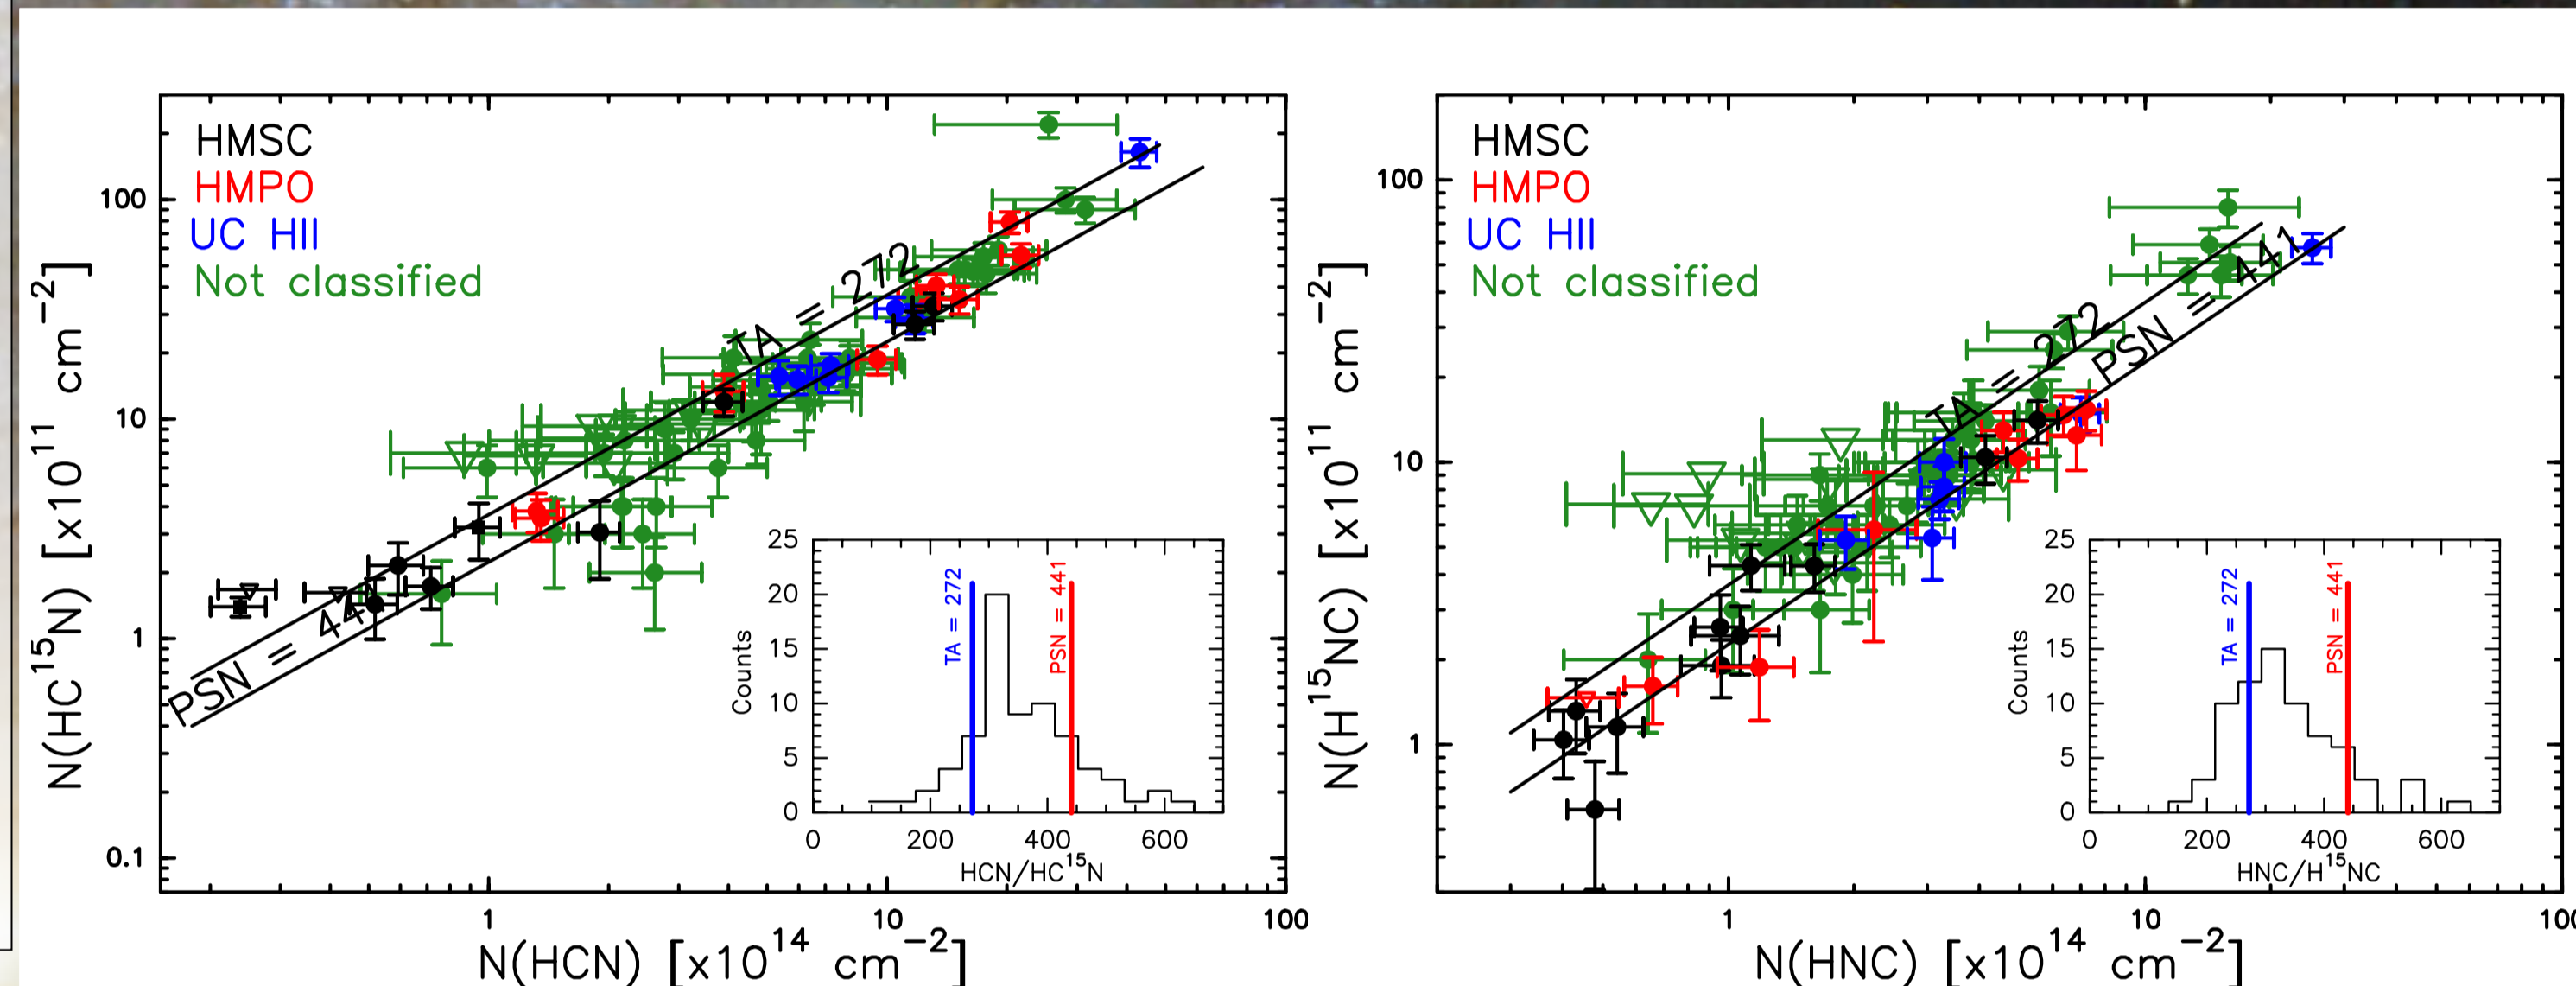 HMSC
HMPO
UC HII
Not classified
TA = 272
PSN = 441
100
10
1
0.1
N(HC¹⁵N) [x10¹¹ cm⁻²]
1 10 100
N(HCN) [x10¹⁴ cm⁻²]
25
20
15
10
5
0
Counts
TA = 272
PSN = 441
0 200 400 600
HCN/HC¹⁵N
HMSC
HMPO
UC HII
Not classified
TA = 272
PSN = 441
100
10
1
N(H¹⁵NC) [x10¹¹ cm⁻²]
1 10 100
N(HNC) [x10¹⁴ cm⁻²]
25
20
15
10
5
0
Counts
TA = 272
PSN = 441
0 200 400 600
HNC/H¹⁵NC